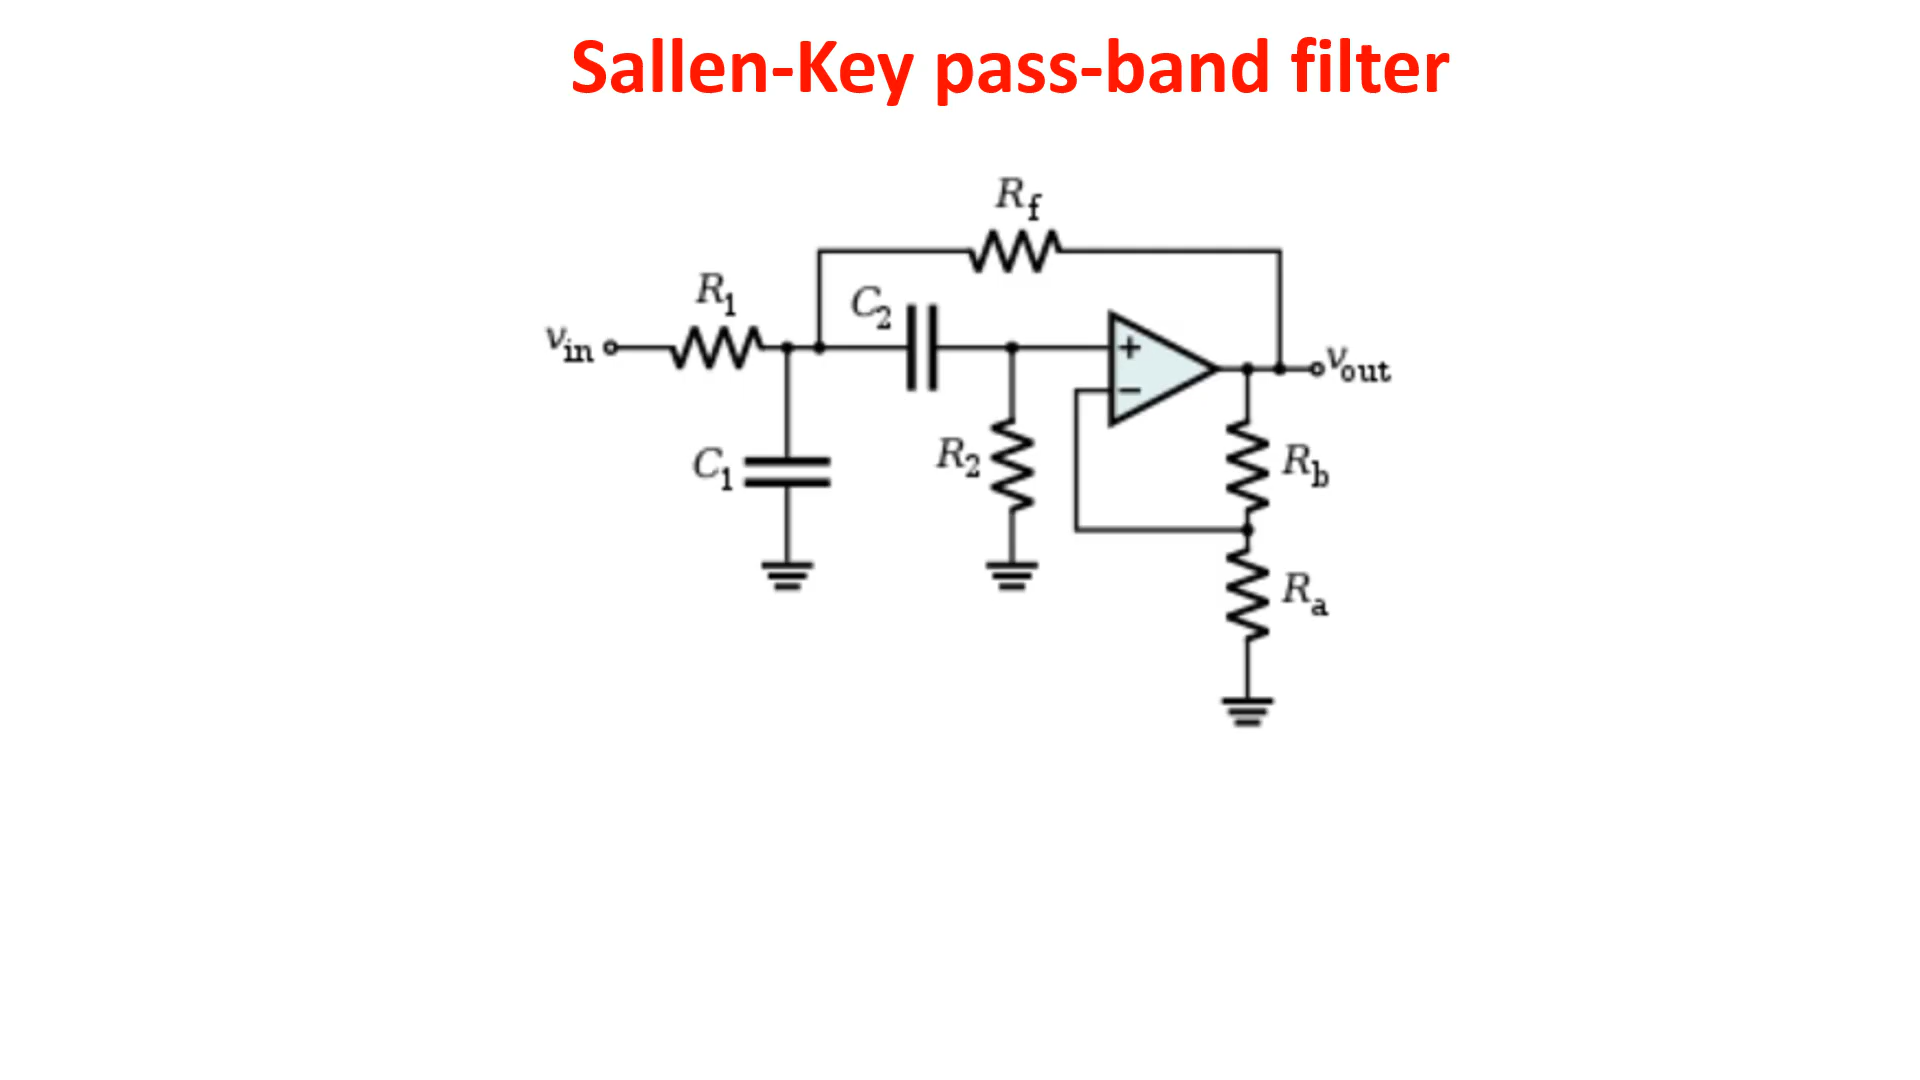 Sallen-Key pass-band filter
Rf
R1
C2
vin
+
vout
−
C1
R2
Rb
Ra